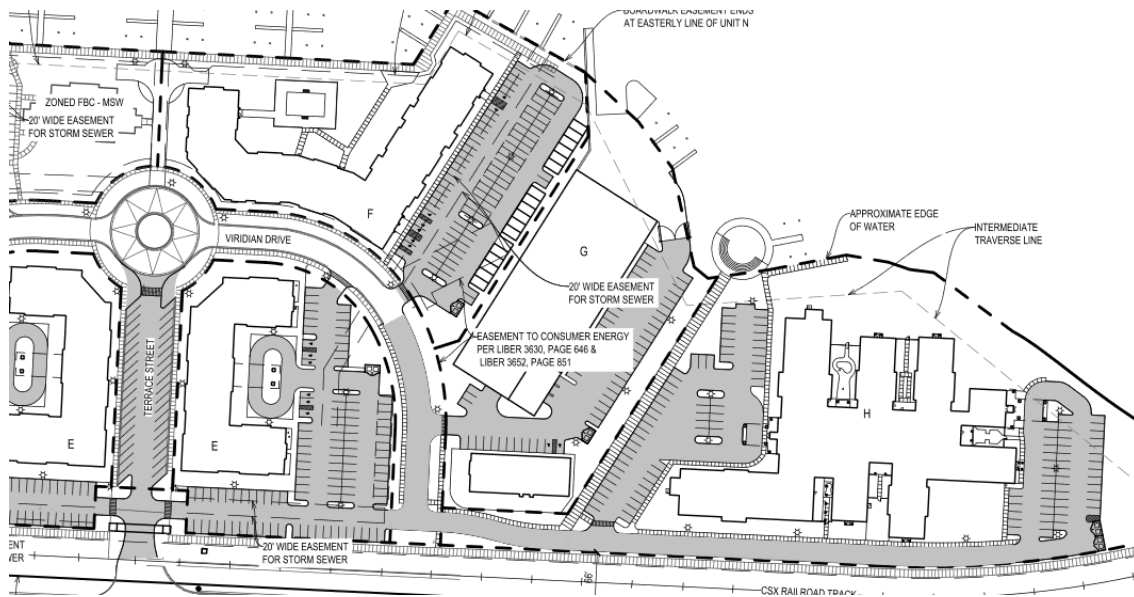 BOARDWALK EASEMENT ENDS
AT EASTERLY LINE OF UNIT N
ZONED FBC - MSW
20' WIDE EASEMENT
FOR STORM SEWER
F
VIRIDIAN DRIVE
G
APPROXIMATE EDGE
OF WATER
INTERMEDIATE
TRAVERSE LINE
20' WIDE EASEMENT
FOR STORM SEWER
EASEMENT TO CONSUMER ENERGY
PER LIBER 3630, PAGE 646 &
LIBER 3652, PAGE 851
TERRACE STREET
H
E
E
20' WIDE EASEMENT
FOR STORM SEWER
66'
CSX RAILROAD TRACK